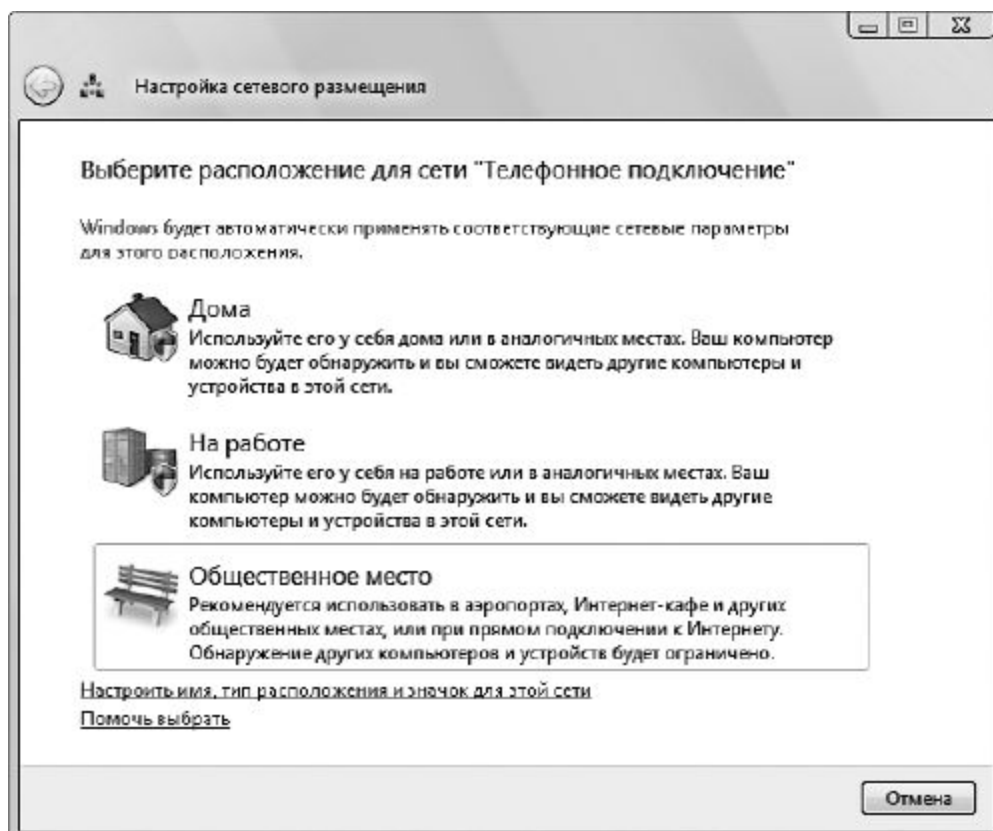 Настройка сетевого размещения
Выберите расположение для сети "Телефонное подключение"
Windows будет автоматически применять соответствующие сетевые параметры
для этого расположения.
Дома
Используйте его у себя дома или в аналогичных местах. Ваш компьютер
можно будет обнаружить и вы сможете видеть другие компьютеры и
устройства в этой сети.
На работе
Используйте его у себя на работе или в аналогичных местах. Ваш
компьютер можно будет обнаружить и вы сможете видеть другие
компьютеры и устройства в этой сети.
Общественное место
Рекомендуется использовать в аэропортах, Интернет-кафе и других
общественных местах, или при прямом подключении к Интернету.
Обнаружение других компьютеров и устройств будет ограничено.
Настроить имя, тип расположения и значок для этой сети
Помочь выбрать
Отмена